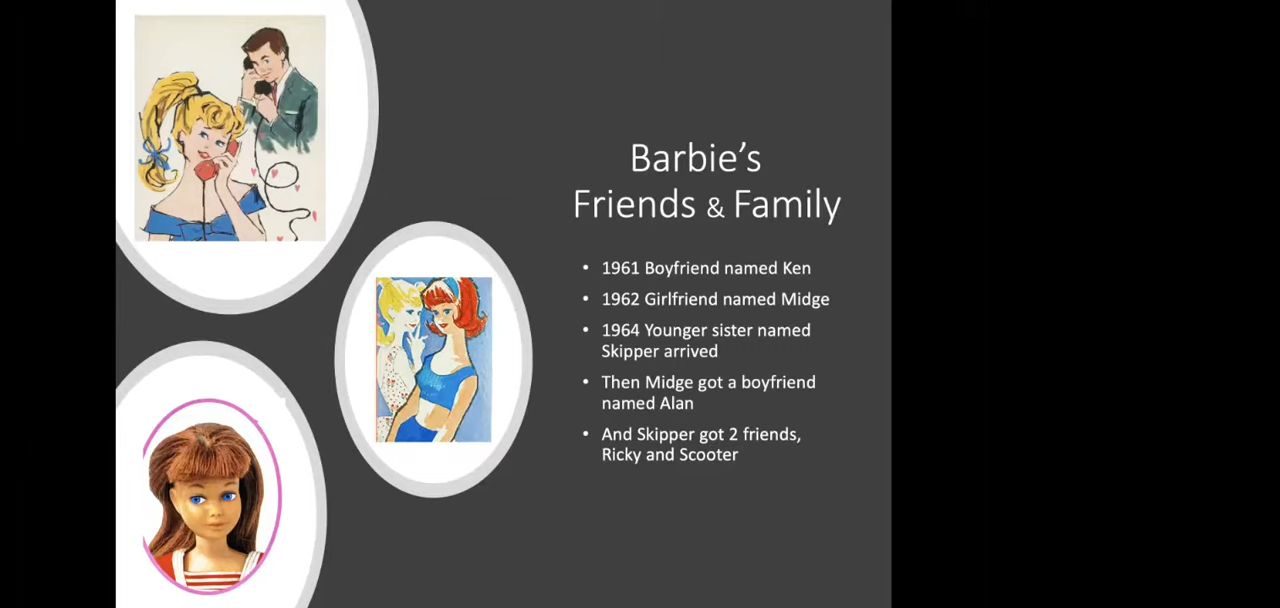 Barbie's
Friends & Family
• 1961 Boyfriend named Ken
• 1962 Girlfriend named Midge
• 1964 Younger sister named
Skipper arrived
• Then Midge got a boyfriend
named Alan
• And Skipper got 2 friends,
Ricky and Scooter